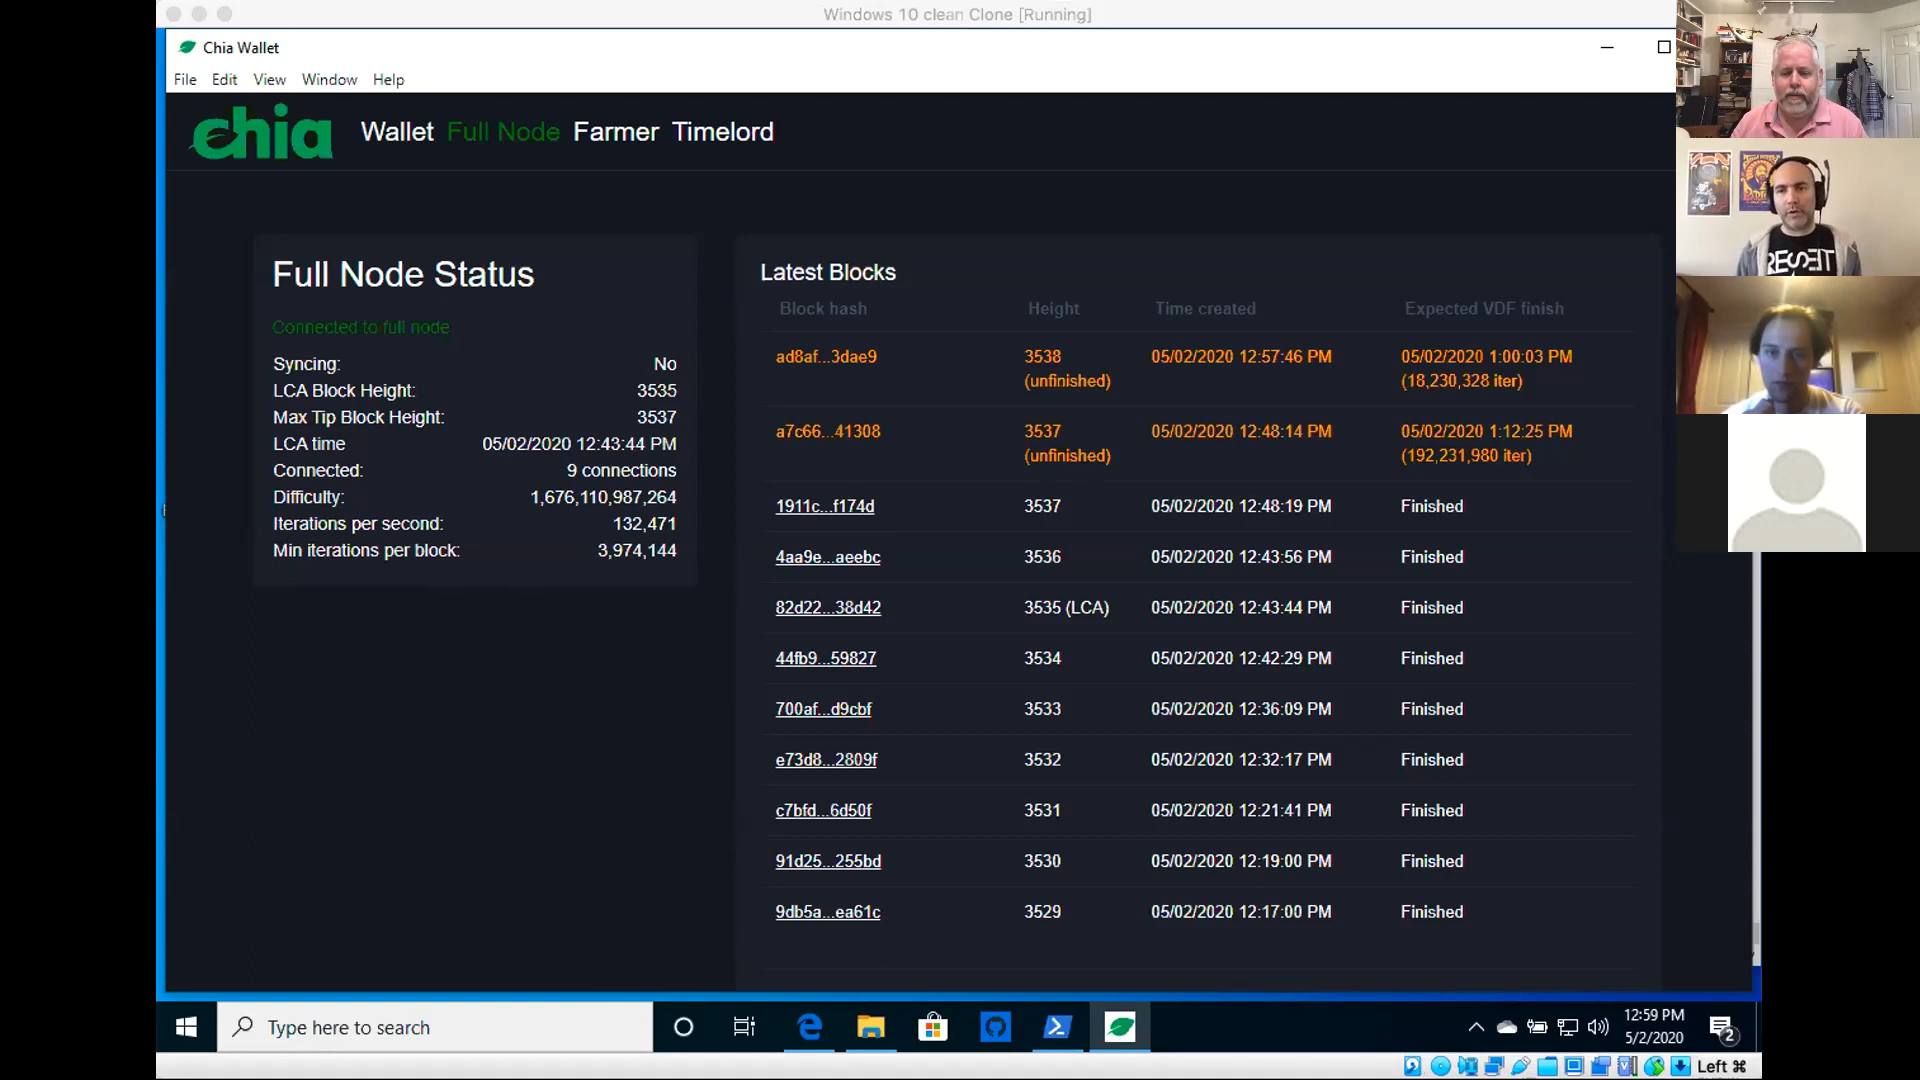 Windows 10 clean Clone [Running]
Chia Wallet
File Edit View Window Help
chia Wallet Full Node Farmer Timelord
Full Node Status
Connected to full node
Syncing: No
LCA Block Height: 3535
Max Tip Block Height: 3537
LCA time 05/02/2020 12:43:44 PM
Connected: 9 connections
Difficulty: 1,676,110,987,264
Iterations per second: 132,471
Min iterations per block: 3,974,144
Latest Blocks
Block hash Height Time created Expected VDF finish
ad8af...3dae9 3538 05/02/2020 12:57:46 PM 05/02/2020 1:00:03 PM
(unfinished) (18,230,328 iter)
a7c66...41308 3537 05/02/2020 12:48:14 PM 05/02/2020 1:12:25 PM
(unfinished) (192,231,980 iter)
1911c...f174d 3537 05/02/2020 12:48:19 PM Finished
4aa9e...aeebc 3536 05/02/2020 12:43:56 PM Finished
82d22...38d42 3535 (LCA) 05/02/2020 12:43:44 PM Finished
44fb9...59827 3534 05/02/2020 12:42:29 PM Finished
700af...d9cbf 3533 05/02/2020 12:36:09 PM Finished
e73d8...2809f 3532 05/02/2020 12:32:17 PM Finished
c7bfd...6d50f 3531 05/02/2020 12:21:41 PM Finished
91d25...255bd 3530 05/02/2020 12:19:00 PM Finished
9db5a...ea61c 3529 05/02/2020 12:17:00 PM Finished
Type here to search
12:59 PM
5/2/2020
2
Left ⌘